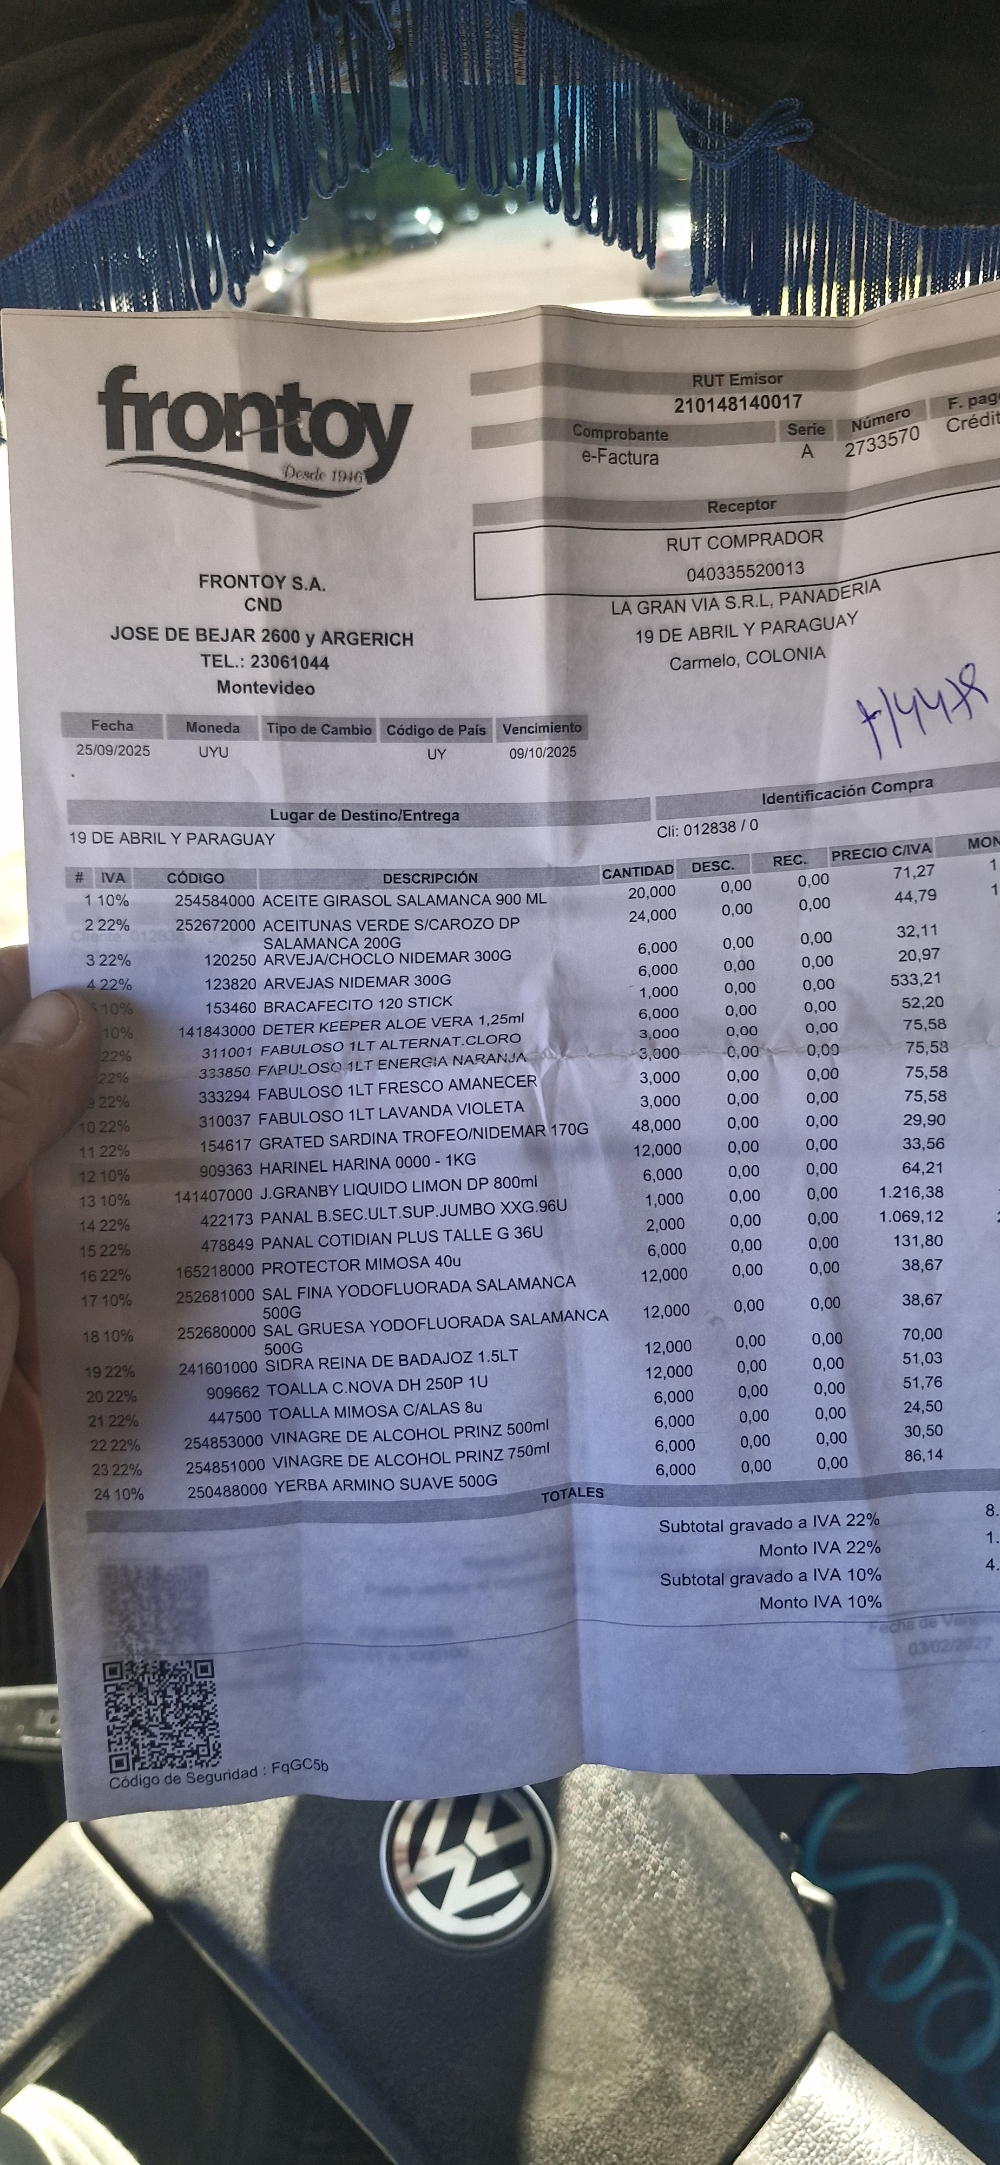 frontoy
Desde 1946
RUT Emisor
210148140017
Comprobante Serie Número F. pag
e-Factura A 2733570 Crédit
Receptor
RUT COMPRADOR
040335520013
LA GRAN VIA S.R.L, PANADERIA
19 DE ABRIL Y PARAGUAY
Carmelo, COLONIA
FRONTOY S.A.
CND
JOSE DE BEJAR 2600 y ARGERICH
TEL.: 23061044
Montevideo
Fecha Moneda Tipo de Cambio Código de País Vencimiento
25/09/2025 UYU UY 09/10/2025
Lugar de Destino/Entrega Identificación Compra
19 DE ABRIL Y PARAGUAY Cli: 012838 / 0
# IVA CÓDIGO DESCRIPCIÓN CANTIDAD DESC. REC. PRECIO C/IVA MON
1 10% 254584000 ACEITE GIRASOL SALAMANCA 900 ML 20,000 0,00 0,00 71,27 1
2 22% 252672000 ACEITUNAS VERDE S/CAROZO DP 24,000 0,00 0,00 44,79 1
SALAMANCA 200G
3 22% 120250 ARVEJA/CHOCLO NIDEMAR 300G 6,000 0,00 0,00 32,11
4 22% 123820 ARVEJAS NIDEMAR 300G 6,000 0,00 0,00 20,97
10% 153460 BRACAFECITO 120 STICK 1,000 0,00 0,00 533,21
10% 141843000 DETER KEEPER ALOE VERA 1,25ml 6,000 0,00 0,00 52,20
22% 311001 FABULOSO 1LT ALTERNAT.CLORO 3,000 0,00 0,00 75,58
22% 333850 FABULOSO 1LT ENERGIA NARANJA 3,000 0,00 0,00 75,58
9 22% 333294 FABULOSO 1LT FRESCO AMANECER 3,000 0,00 0,00 75,58
10 22% 310037 FABULOSO 1LT LAVANDA VIOLETA 3,000 0,00 0,00 75,58
11 22% 154617 GRATED SARDINA TROFEO/NIDEMAR 170G 48,000 0,00 0,00 29,90
12 10% 909363 HARINEL HARINA 0000 - 1KG 12,000 0,00 0,00 33,56
13 10% 141407000 J.GRANBY LIQUIDO LIMON DP 800ml 6,000 0,00 0,00 64,21
14 22% 422173 PANAL B.SEC.ULT.SUP.JUMBO XXG.96U 1,000 0,00 0,00 1.216,38
15 22% 478849 PANAL COTIDIAN PLUS TALLE G 36U 2,000 0,00 0,00 1.069,12
16 22% 165218000 PROTECTOR MIMOSA 40u 6,000 0,00 0,00 131,80
17 10% 252681000 SAL FINA YODOFLUORADA SALAMANCA 12,000 0,00 0,00 38,67
500G
18 10% 252680000 SAL GRUESA YODOFLUORADA SALAMANCA 12,000 0,00 0,00 38,67
500G
19 22% 241601000 SIDRA REINA DE BADAJOZ 1.5LT 12,000 0,00 0,00 70,00
20 22% 909662 TOALLA C.NOVA DH 250P 1U 12,000 0,00 0,00 51,03
21 22% 447500 TOALLA MIMOSA C/ALAS 8u 6,000 0,00 0,00 51,76
22 22% 254853000 VINAGRE DE ALCOHOL PRINZ 500ml 6,000 0,00 0,00 24,50
23 22% 254851000 VINAGRE DE ALCOHOL PRINZ 750ml 6,000 0,00 0,00 30,50
24 10% 250488000 YERBA ARMINO SUAVE 500G 6,000 0,00 0,00 86,14
TOTALES
Subtotal gravado a IVA 22% 8.
Monto IVA 22% 1.
Subtotal gravado a IVA 10% 4.
Monto IVA 10%
Código de Seguridad : FqGC5b